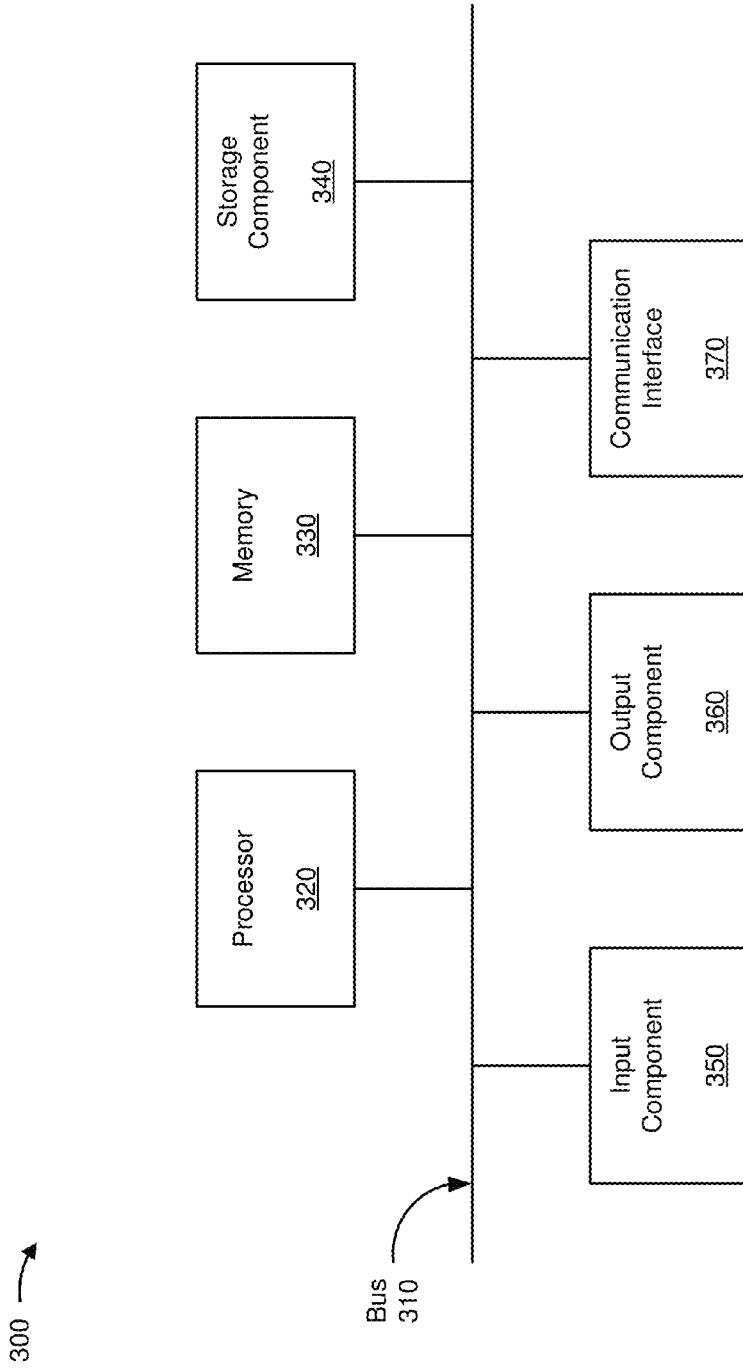 300
Bus
310
Processor
320
Memory
330
Storage
Component
340
Input
Component
350
Output
Component
360
Communication
Interface
370